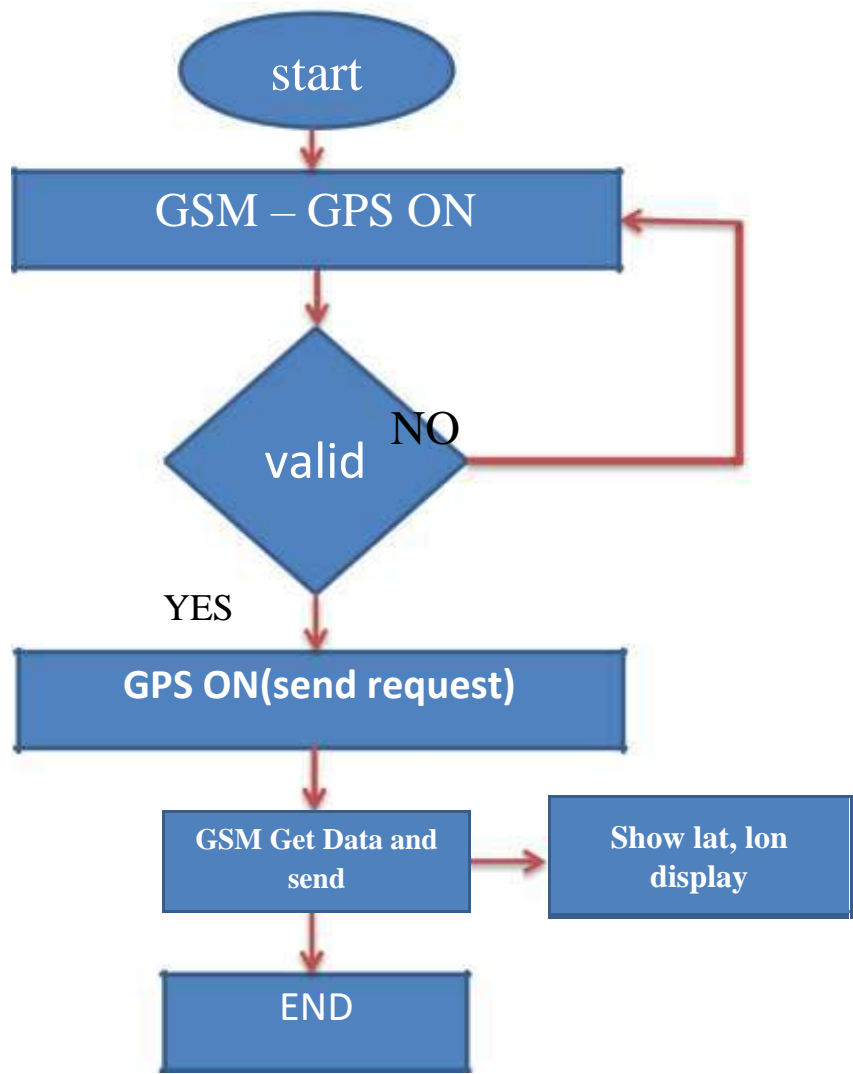 start
GSM – GPS ON
NO
valid
YES
GPS ON(send request)
GSM Get Data and
send
Show lat, lon
display
END